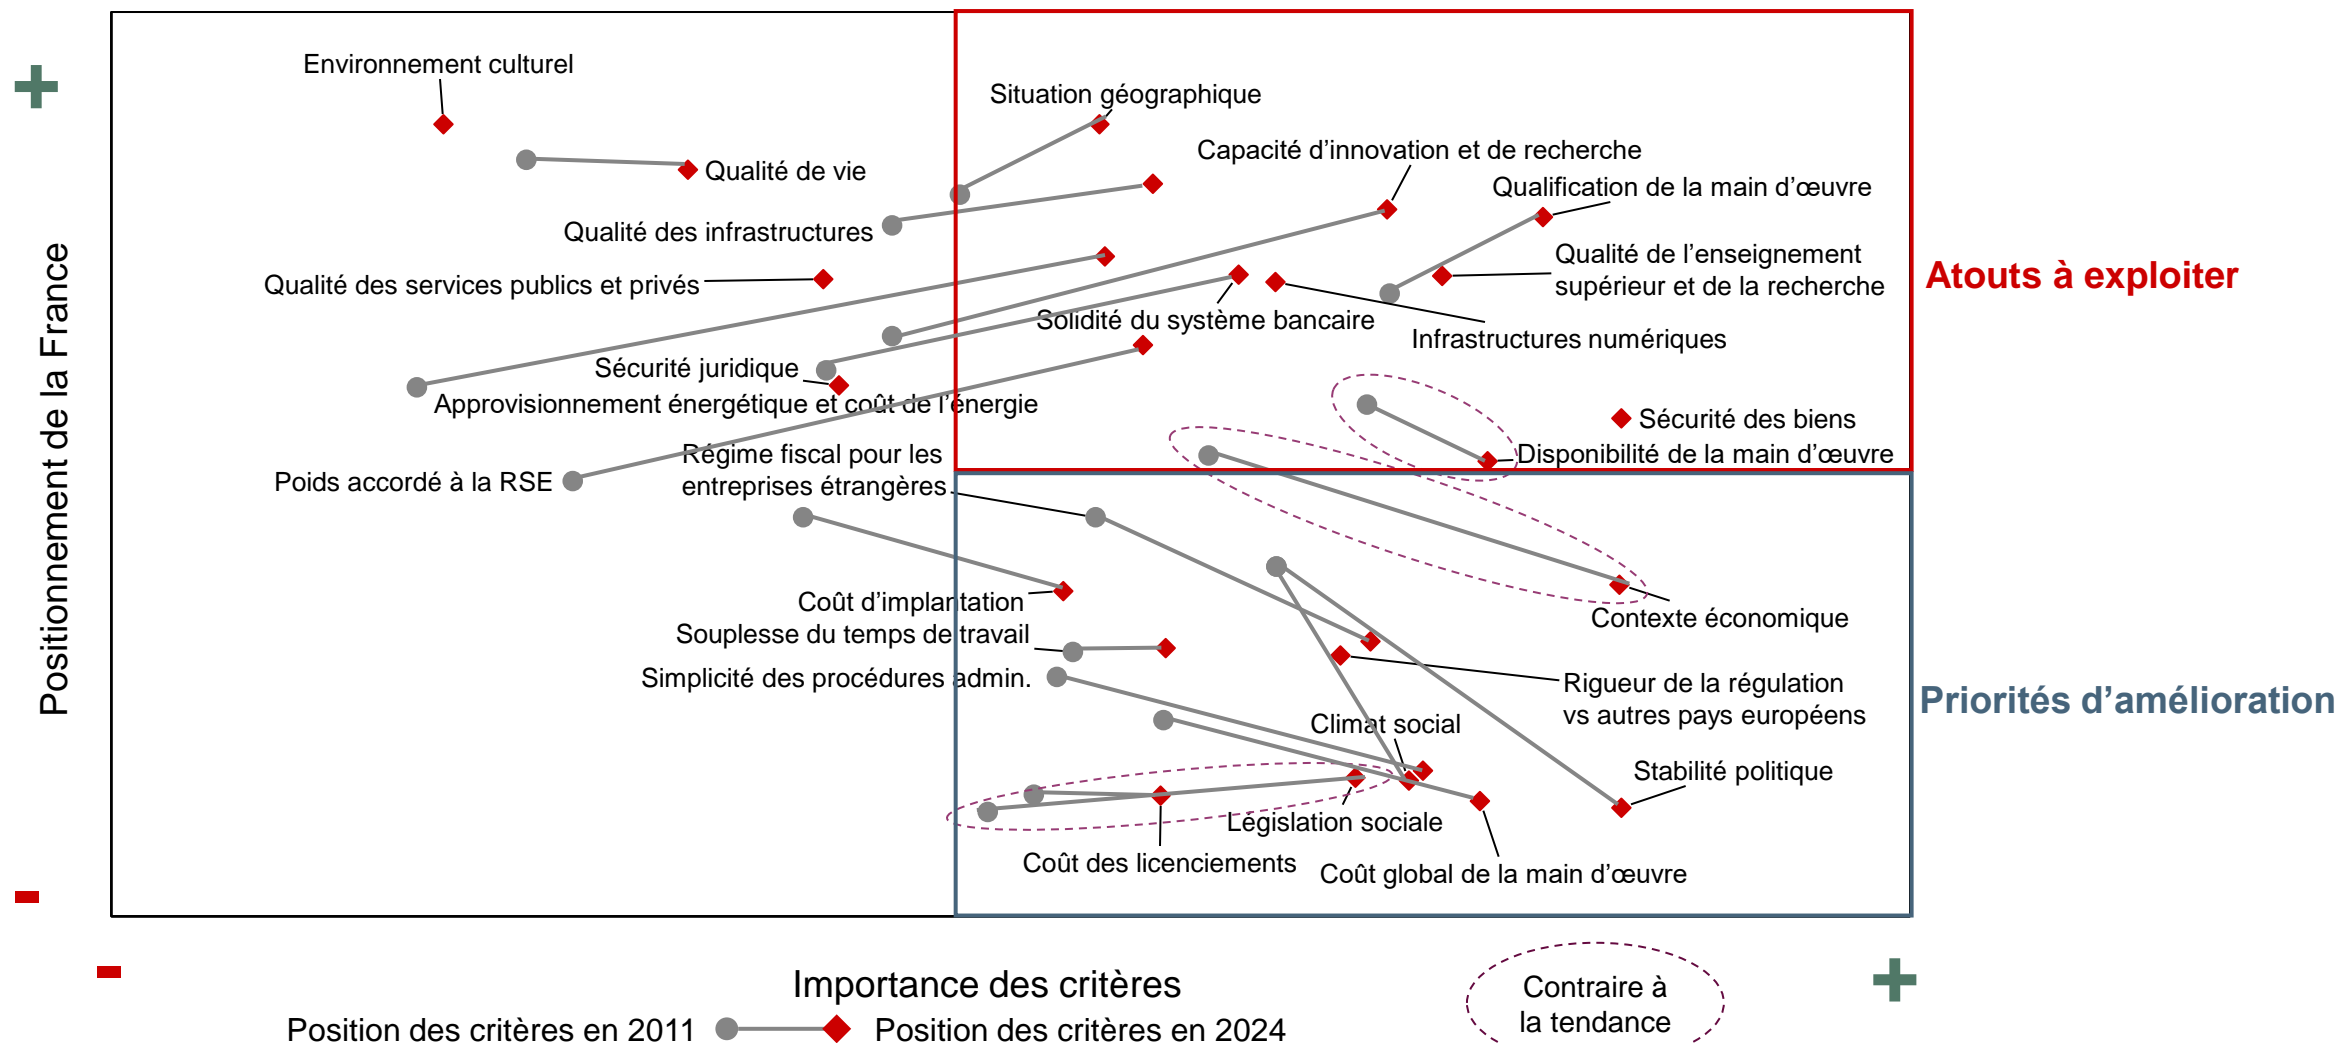 Environnement culturel
+
Situation géographique
Capacité d’innovation et de recherche
Qualité de vie
Qualification de la main d’œuvre
Qualité des infrastructures
Qualité de l’enseignement
supérieur et de la recherche
Atouts à exploiter
Qualité des services publics et privés
Solidité du système bancaire
Infrastructures numériques
Sécurité juridique
Approvisionnement énergétique et coût de l’énergie
Sécurité des biens
Disponibilité de la main d’œuvre
Régime fiscal pour les
entreprises étrangères
Poids accordé à la RSE
Positionnement de la France
Coût d’implantation
Contexte économique
Souplesse du temps de travail
Simplicité des procédures admin.
Rigueur de la régulation
vs autres pays européens
Priorités d’amélioration
Climat social
Stabilité politique
Législation sociale
Coût des licenciements
Coût global de la main d’œuvre
-
-
Importance des critères
+
Contraire à
la tendance
Position des critères en 2011
Position des critères en 2024